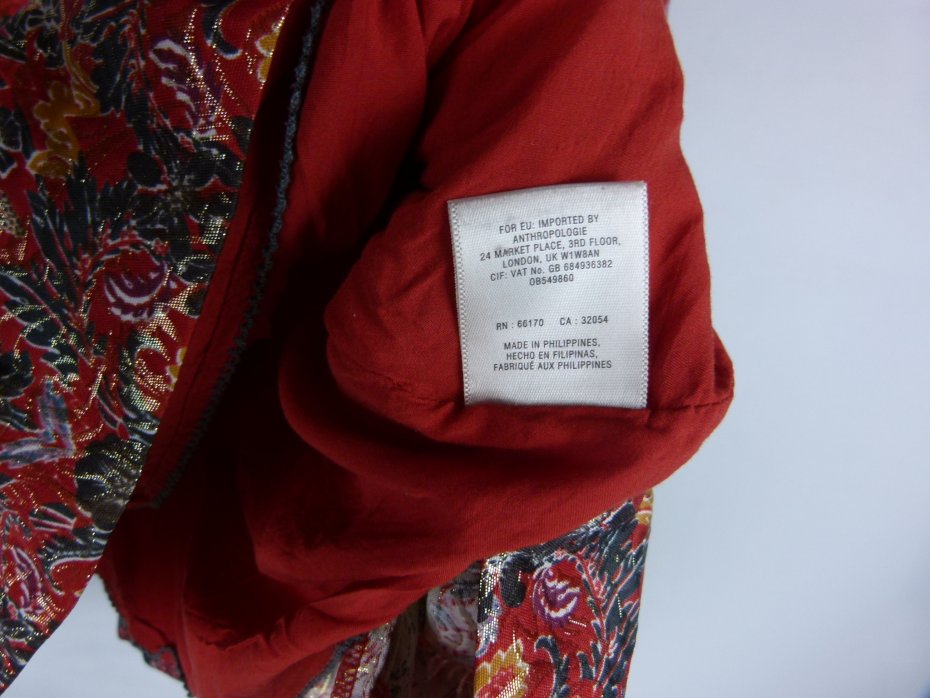 FOR EU: IMPORTED BY
ANTHROPOLOGIE
24 MARKET PLACE, 3RD FLOOR,
LONDON, UK W1W8AN
CIF: VAT No. GB 684936382
OB549860
RN : 66170 CA : 32054
MADE IN PHILIPPINES,
HECHO EN FILIPINAS,
FABRIQUÉ AUX PHILIPPINES